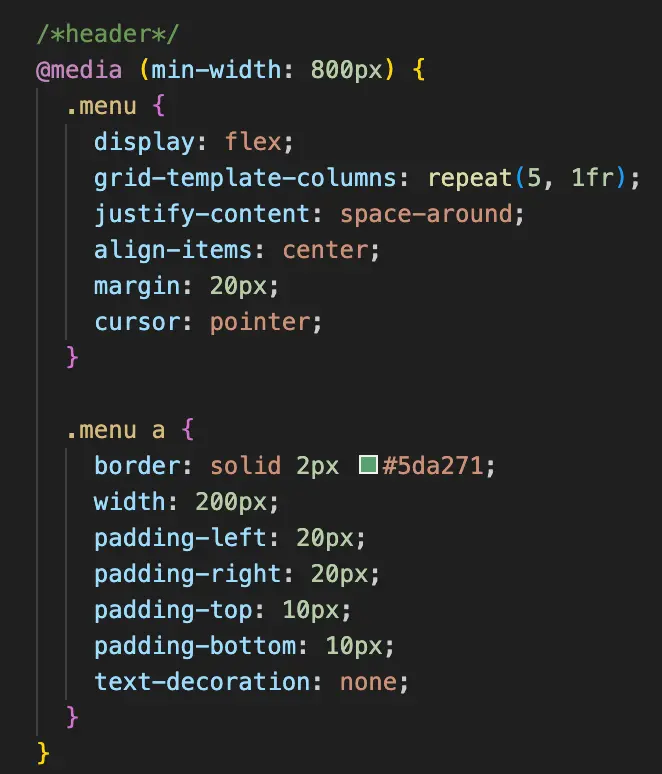 /*header*/
@media (min-width: 800px) {
.menu {
display: flex;
grid-template-columns: repeat(5, 1fr);
justify-content: space-around;
align-items: center;
margin: 20px;
cursor: pointer;
}
.menu a {
border: solid 2px #5da271;
width: 200px;
padding-left: 20px;
padding-right: 20px;
padding-top: 10px;
padding-bottom: 10px;
text-decoration: none;
}
}